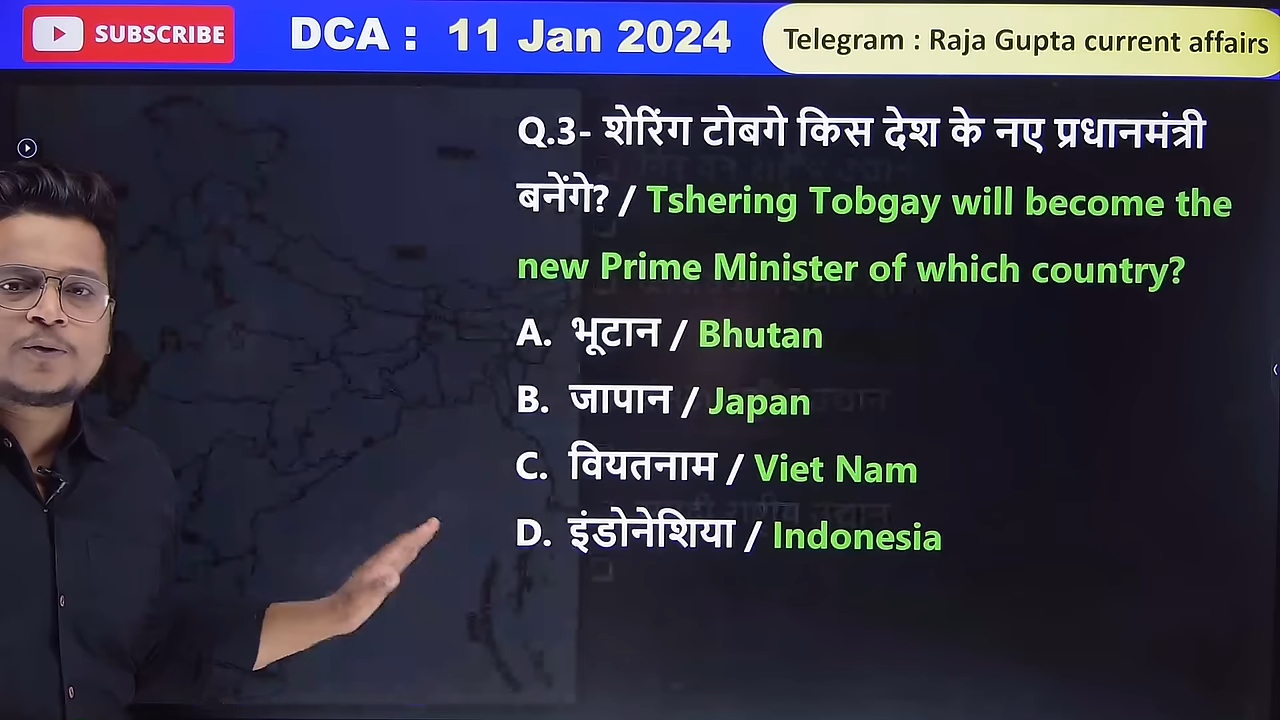 SUBSCRIBE
DCA : 11 Jan 2024
Telegram : Raja Gupta current affairs
Q.3- शेरिंग टोबगे किस देश के नए प्रधानमंत्री
बनेंगे? / Tshering Tobgay will become the
new Prime Minister of which country?
A. भूटान / Bhutan
B. जापान / Japan
C. वियतनाम / Viet Nam
D. इंडोनेशिया / Indonesia